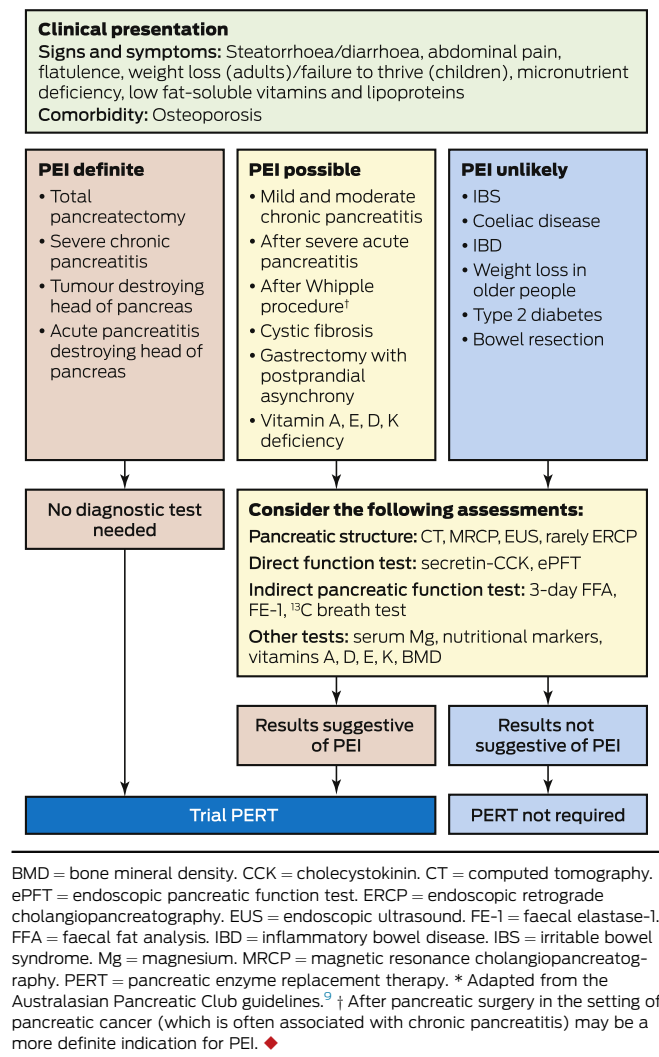 Clinical presentation
Signs and symptoms: Steatorrhoea/diarrhoea, abdominal pain,
flatulence, weight loss (adults)/failure to thrive (children), micronutrient
deficiency, low fat-soluble vitamins and lipoproteins
Comorbidity: Osteoporosis
PEI definite
• Total
pancreatectomy
• Severe chronic
pancreatitis
• Tumour destroying
head of pancreas
• Acute pancreatitis
destroying head of
pancreas
PEI possible
• Mild and moderate
chronic pancreatitis
• After severe acute
pancreatitis
• After Whipple
procedure†
• Cystic fibrosis
• Gastrectomy with
postprandial
asynchrony
• Vitamin A, E, D, K
deficiency
PEI unlikely
• IBS
• Coeliac disease
• IBD
• Weight loss in
older people
• Type 2 diabetes
• Bowel resection
No diagnostic test
needed
Consider the following assessments:
Pancreatic structure: CT, MRCP, EUS, rarely ERCP
Direct function test: secretin-CCK, ePFT
Indirect pancreatic function test: 3-day FFA,
FE-1, ¹³C breath test
Other tests: serum Mg, nutritional markers,
vitamins A, D, E, K, BMD
Results suggestive
of PEI
Results not
suggestive of PEI
Trial PERT
PERT not required
BMD = bone mineral density. CCK = cholecystokinin. CT = computed tomography.
ePFT = endoscopic pancreatic function test. ERCP = endoscopic retrograde
cholangiopancreatography. EUS = endoscopic ultrasound. FE-1 = faecal elastase-1.
FFA = faecal fat analysis. IBD = inflammatory bowel disease. IBS = irritable bowel
syndrome. Mg = magnesium. MRCP = magnetic resonance cholangiopancreatog-
raphy. PERT = pancreatic enzyme replacement therapy. * Adapted from the
Australasian Pancreatic Club guidelines.⁹ † After pancreatic surgery in the setting of
pancreatic cancer (which is often associated with chronic pancreatitis) may be a
more definite indication for PEI. ◆